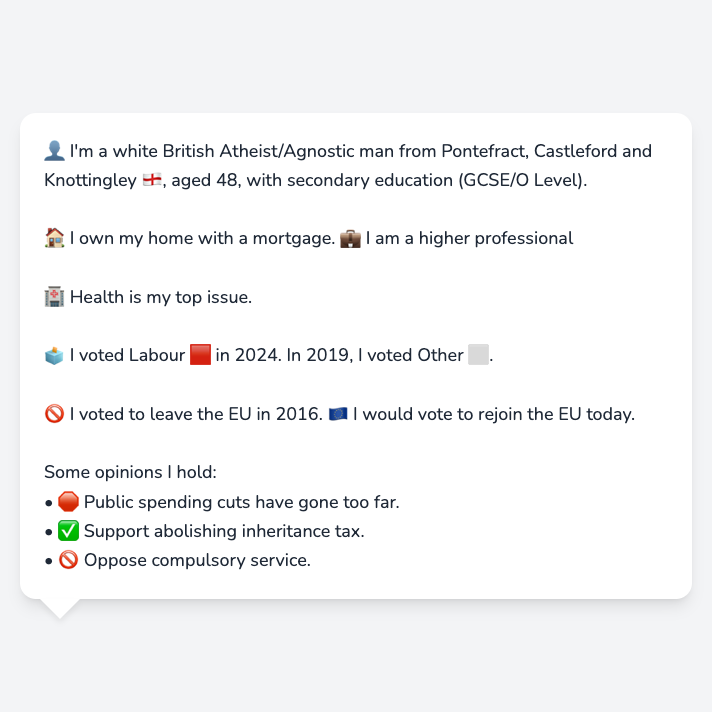 👤 I'm a white British Atheist/Agnostic man from Pontefract, Castleford and
Knottingley 🏴󠁧󠁢󠁥󠁮󠁧󠁿, aged 48, with secondary education (GCSE/O Level).
🏠 I own my home with a mortgage. 💼 I am a higher professional
🏥 Health is my top issue.
🗳️ I voted Labour 🟥 in 2024. In 2019, I voted Other ⬜.
🚫 I voted to leave the EU in 2016. 🇪🇺 I would vote to rejoin the EU today.
Some opinions I hold:
• 🛑 Public spending cuts have gone too far.
• ✅ Support abolishing inheritance tax.
• 🚫 Oppose compulsory service.